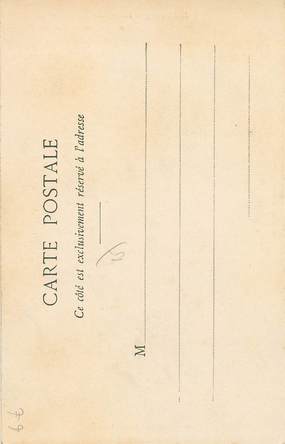 CARTE POSTALE
Ce côté est exclusivement réservé à l'adresse
M